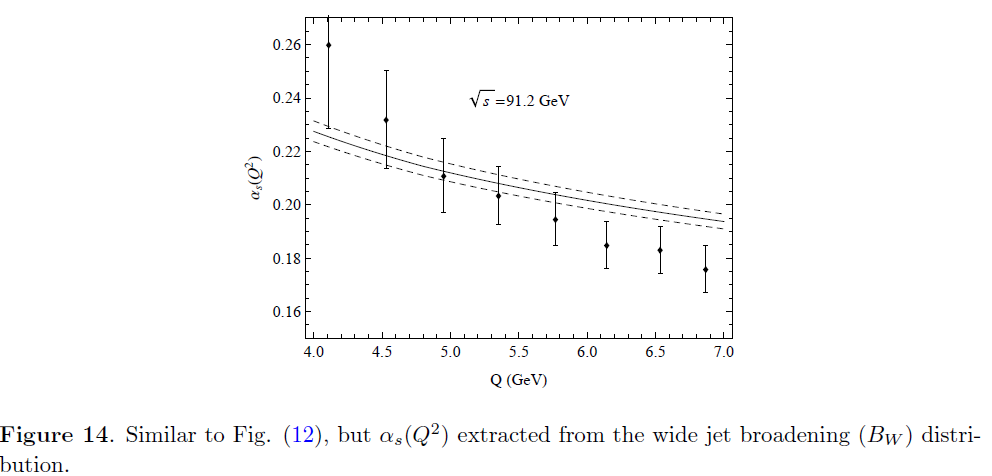 0.26
0.24
0.22
0.20
0.18
0.16
αs(Q²)
√s =91.2 GeV
4.0 4.5 5.0 5.5 6.0 6.5 7.0
Q (GeV)
Figure 14. Similar to Fig. (12), but αs(Q²) extracted from the wide jet broadening (BW) distri-
bution.